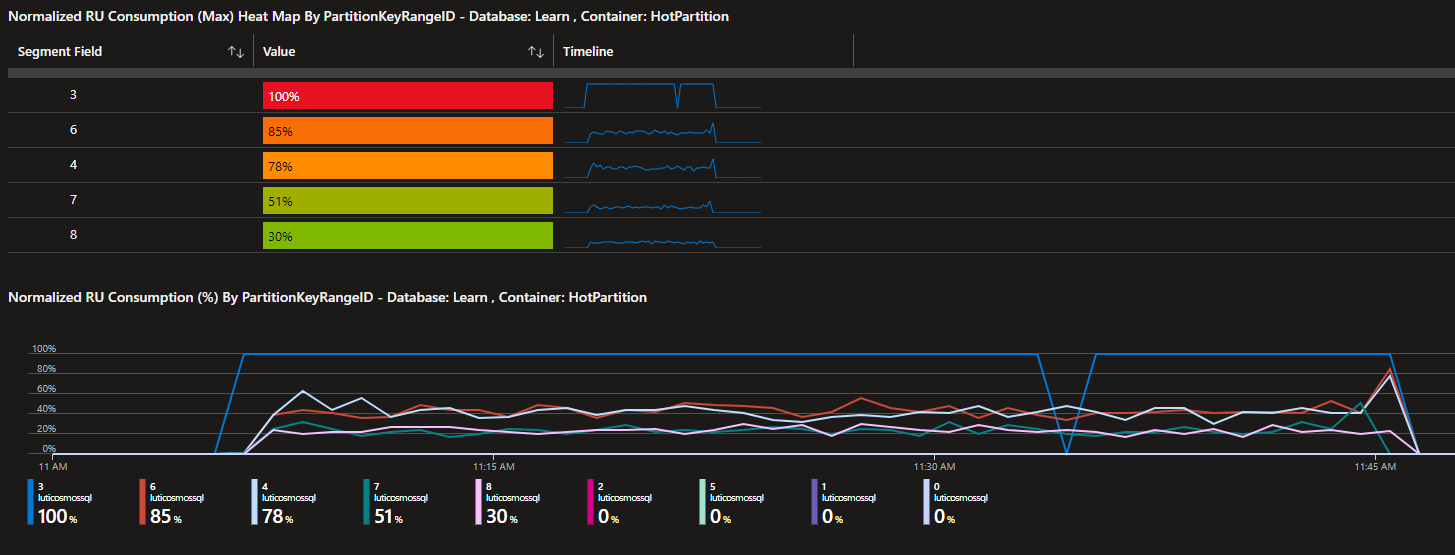 Normalized RU Consumption (Max) Heat Map By PartitionKeyRangeID - Database: Learn , Container: HotPartition
Segment Field Value Timeline
3 100%
6 85%
4 78%
7 51%
8 30%
Normalized RU Consumption (%) By PartitionKeyRangeID - Database: Learn , Container: HotPartition
100%
80%
60%
40%
20%
0%
11 AM 11:15 AM 11:30 AM 11:45 AM
3 6 4 7 8 2 5 1 0
luticosmossql luticosmossql luticosmossql luticosmossql luticosmossql luticosmossql luticosmossql luticosmossql luticosmossql
100 % 85 % 78 % 51 % 30 % 0 % 0 % 0 % 0 %